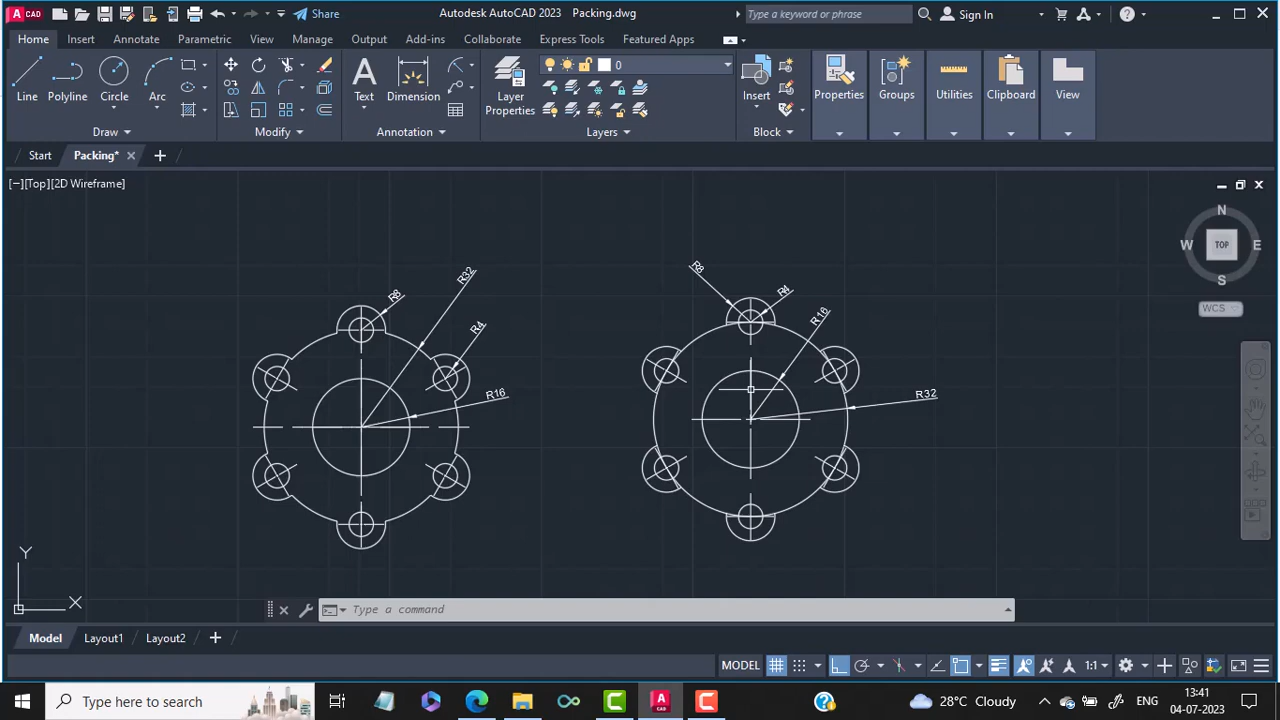 CAD
Share
Autodesk AutoCAD 2023 Packing.dwg
Type a keyword or phrase
Sign In
Home Insert Annotate Parametric View Manage Output Add-ins Collaborate Express Tools Featured Apps
0
Line Polyline Circle Arc
Text Dimension
Layer Properties
Insert
Properties Groups Utilities Clipboard View
Draw Modify Annotation Layers Block
Start Packing*
[−][Top][2D Wireframe]
N
W TOP E
S
WCS
R8
R32
R4
R16
R8
R4
R16
R32
Y
X
Type a command
Model Layout1 Layout2
MODEL 1:1
Type here to search
28°C Cloudy
ENG
13:41
04-07-2023